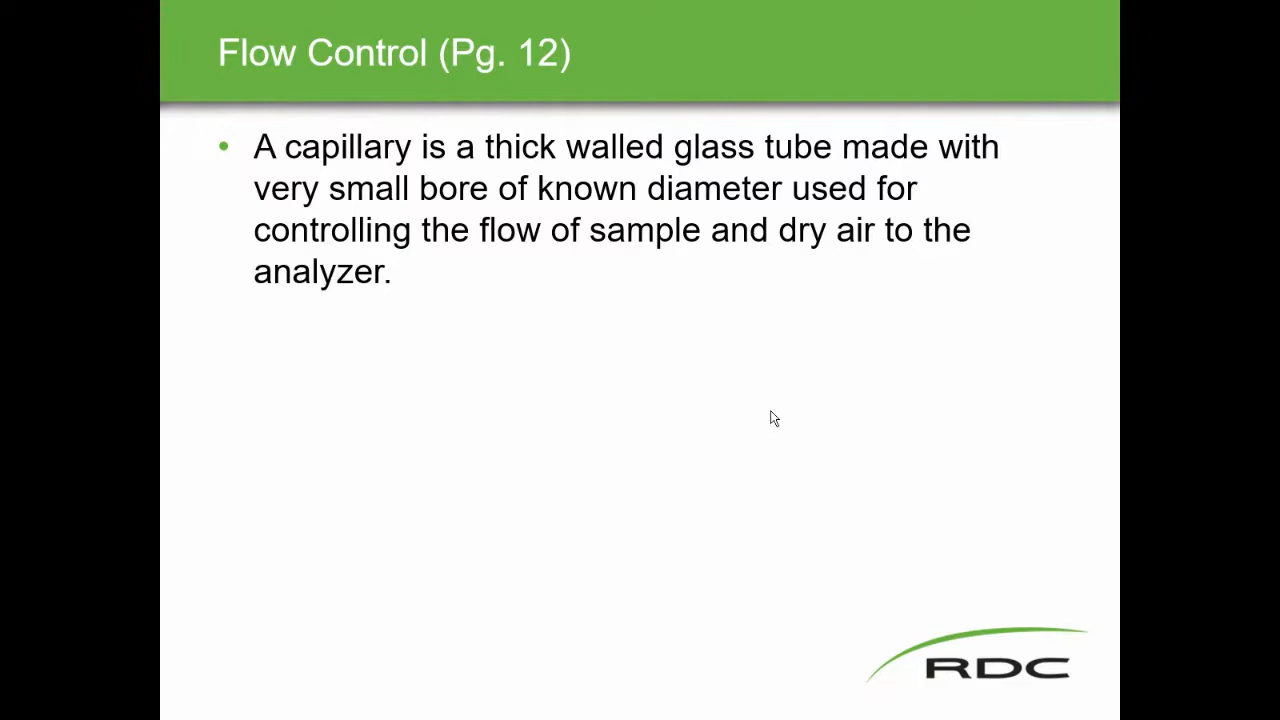 Flow Control (Pg. 12)
• A capillary is a thick walled glass tube made with
very small bore of known diameter used for
controlling the flow of sample and dry air to the
analyzer.
RDC